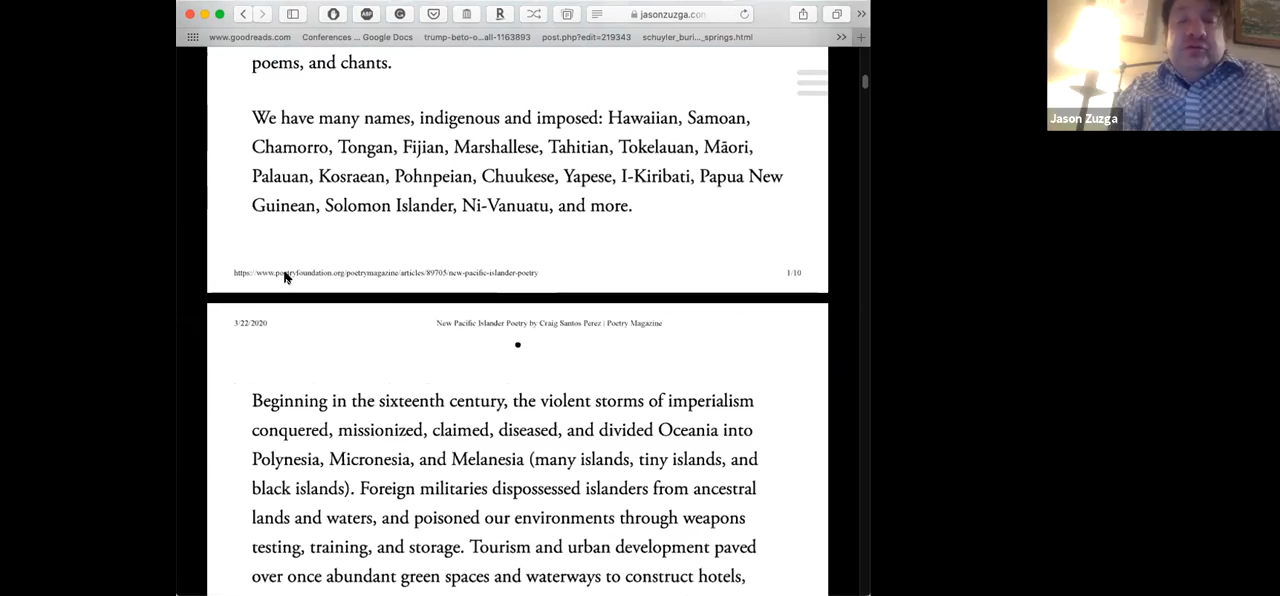 jasonzuzga.con
www.goodreads.com
Conferences ... Google Docs
trump-beto-o...all-1163893
post.php?edit=219343
schuyler_buri..._springs.html
Jason Zuzga
poems, and chants.
We have many names, indigenous and imposed: Hawaiian, Samoan,
Chamorro, Tongan, Fijian, Marshallese, Tahitian, Tokelauan, Māori,
Palauan, Kosraean, Pohnpeian, Chuukese, Yapese, I-Kiribati, Papua New
Guinean, Solomon Islander, Ni-Vanuatu, and more.
https://www.poetryfoundation.org/poetrymagazine/articles/89705/new-pacific-islander-poetry
1/10
3/22/2020
New Pacific Islander Poetry by Craig Santos Perez | Poetry Magazine
Beginning in the sixteenth century, the violent storms of imperialism
conquered, missionized, claimed, diseased, and divided Oceania into
Polynesia, Micronesia, and Melanesia (many islands, tiny islands, and
black islands). Foreign militaries dispossessed islanders from ancestral
lands and waters, and poisoned our environments through weapons
testing, training, and storage. Tourism and urban development paved
over once abundant green spaces and waterways to construct hotels,